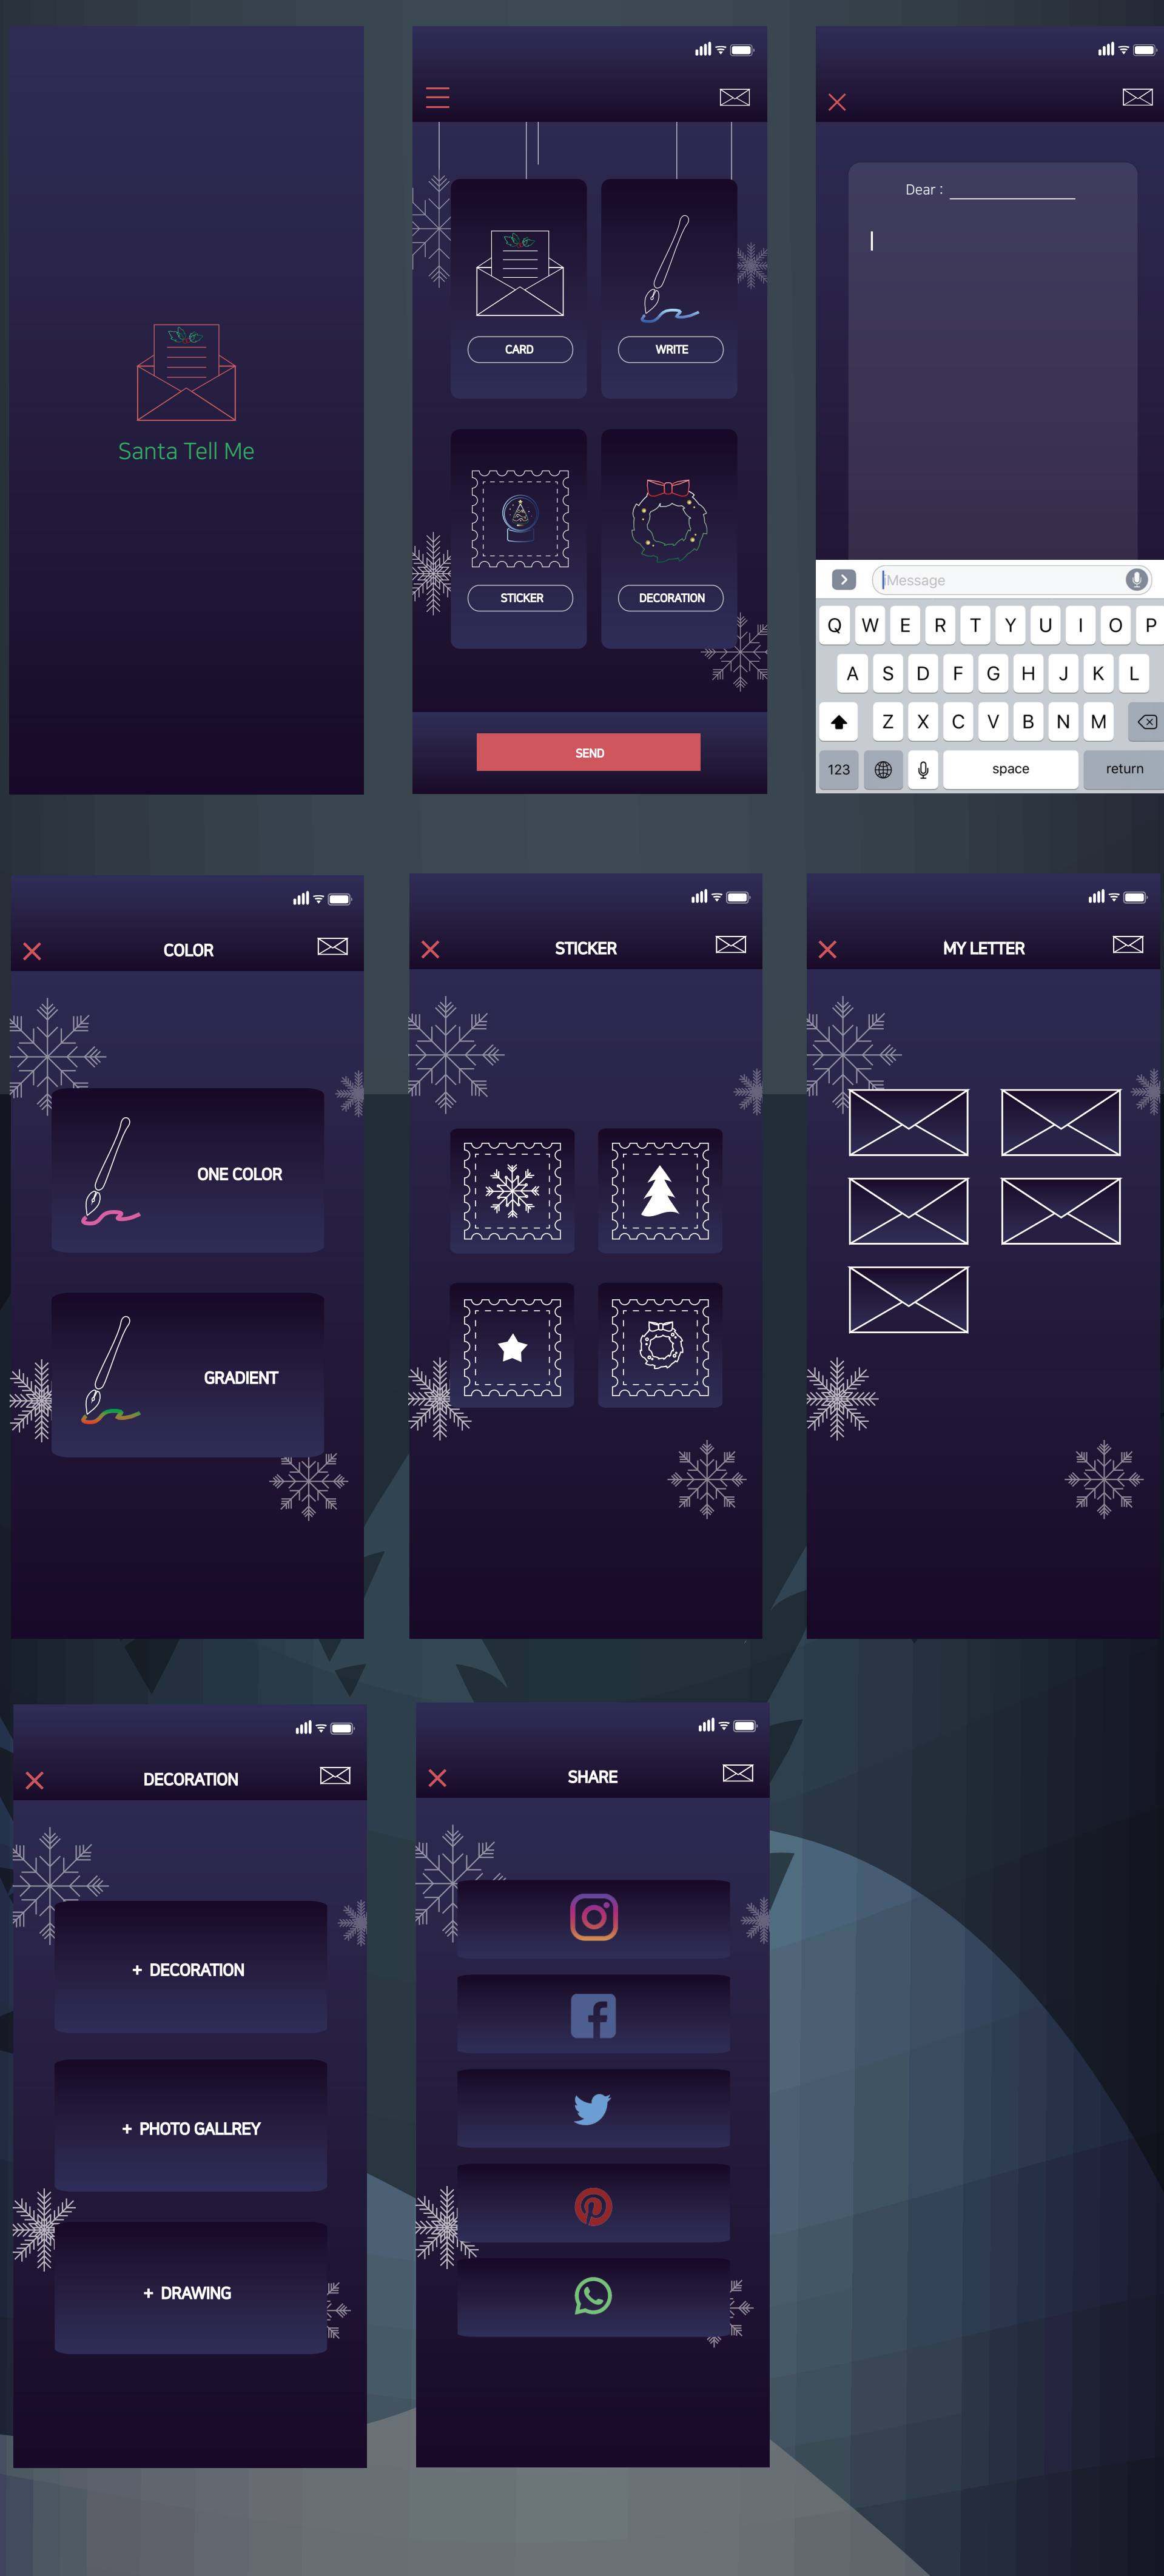 Santa Tell Me
CARD
WRITE
STICKER
DECORATION
SEND
Dear :
iMessage
Q W E R T Y U I O P
A S D F G H J K L
Z X C V B N M
123 space return
COLOR
ONE COLOR
GRADIENT
STICKER
MY LETTER
DECORATION
+ DECORATION
+ PHOTO GALLREY
+ DRAWING
SHARE